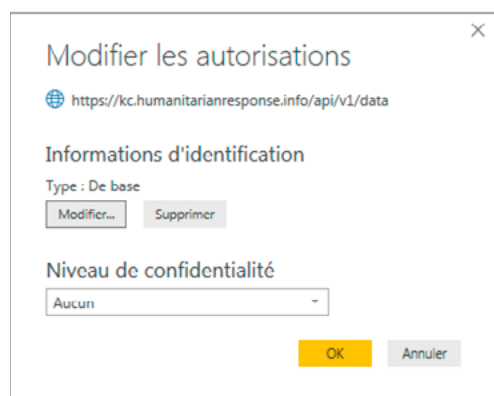 Modifier les autorisations
https://kc.humanitarianresponse.info/api/v1/data
Informations d'identification
Type : De base
Modifier... Supprimer
Niveau de confidentialité
Aucun
OK Annuler